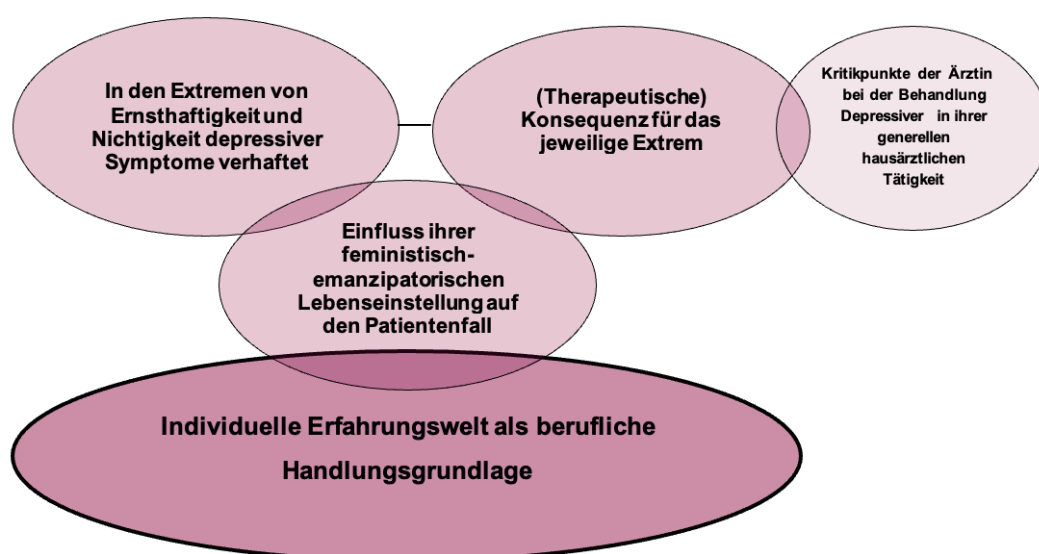 In den Extremen von
Ernsthaftigkeit und
Nichtigkeit depressiver
Symptome verhaftet
(Therapeutische)
Konsequenz für das
jeweilige Extrem
Kritikpunkte der Ärztin
bei der Behandlung
Depressiver in ihrer
generellen
hausärztlichen
Tätigkeit
Einfluss ihrer
feministisch-
emanzipatorischen
Lebenseinstellung auf
den Patientenfall
Individuelle Erfahrungswelt als berufliche
Handlungsgrundlage